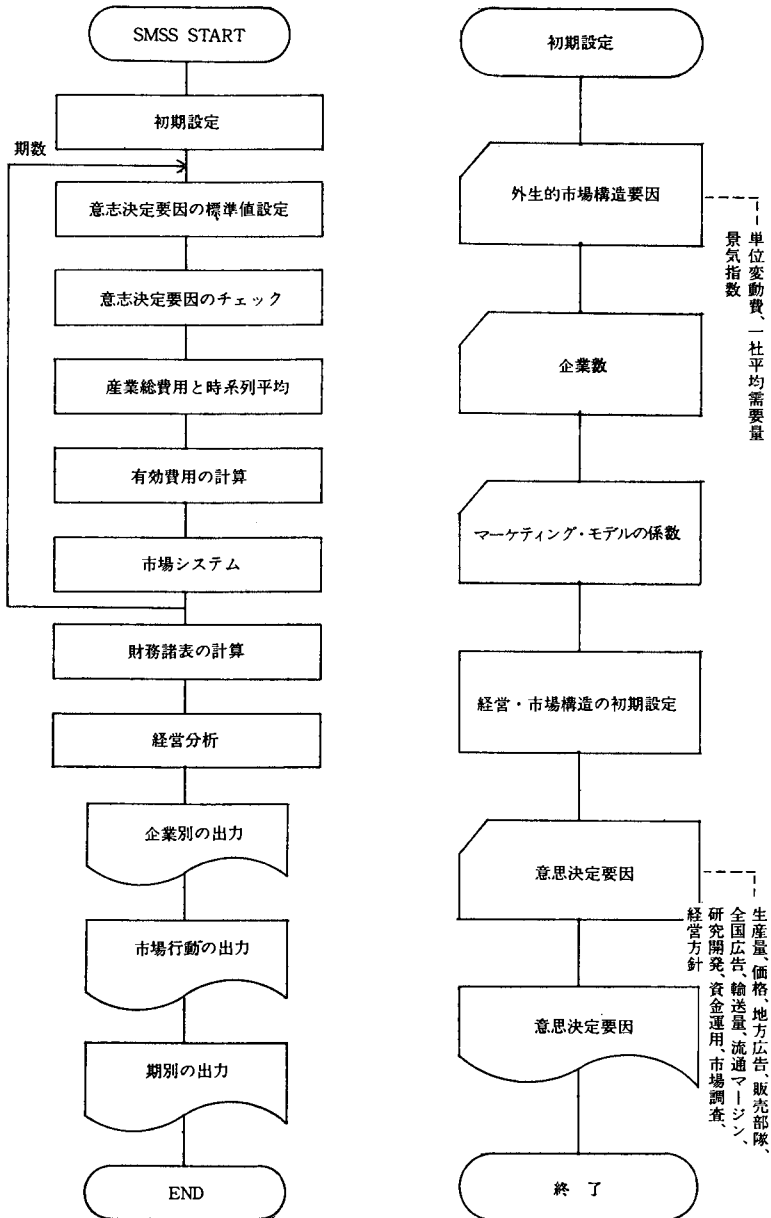 SMSS START
初期設定
期数
意志決定要因の標準値設定
意志決定要因のチェック
産業総費用と時系列平均
有効費用の計算
市場システム
財務諸表の計算
経営分析
企業別の出力
市場行動の出力
期別の出力
END
初期設定
外生的市場構造要因
単位変動費、一社平均需要量
景気指数
企業数
マーケティング・モデルの係数
経営・市場構造の初期設定
意思決定要因
生産量、価格、地方広告、販売部隊、
全国広告、輸送量、流通マージン、
研究開発、資金運用、市場調査、
経営方針
意思決定要因
終 了